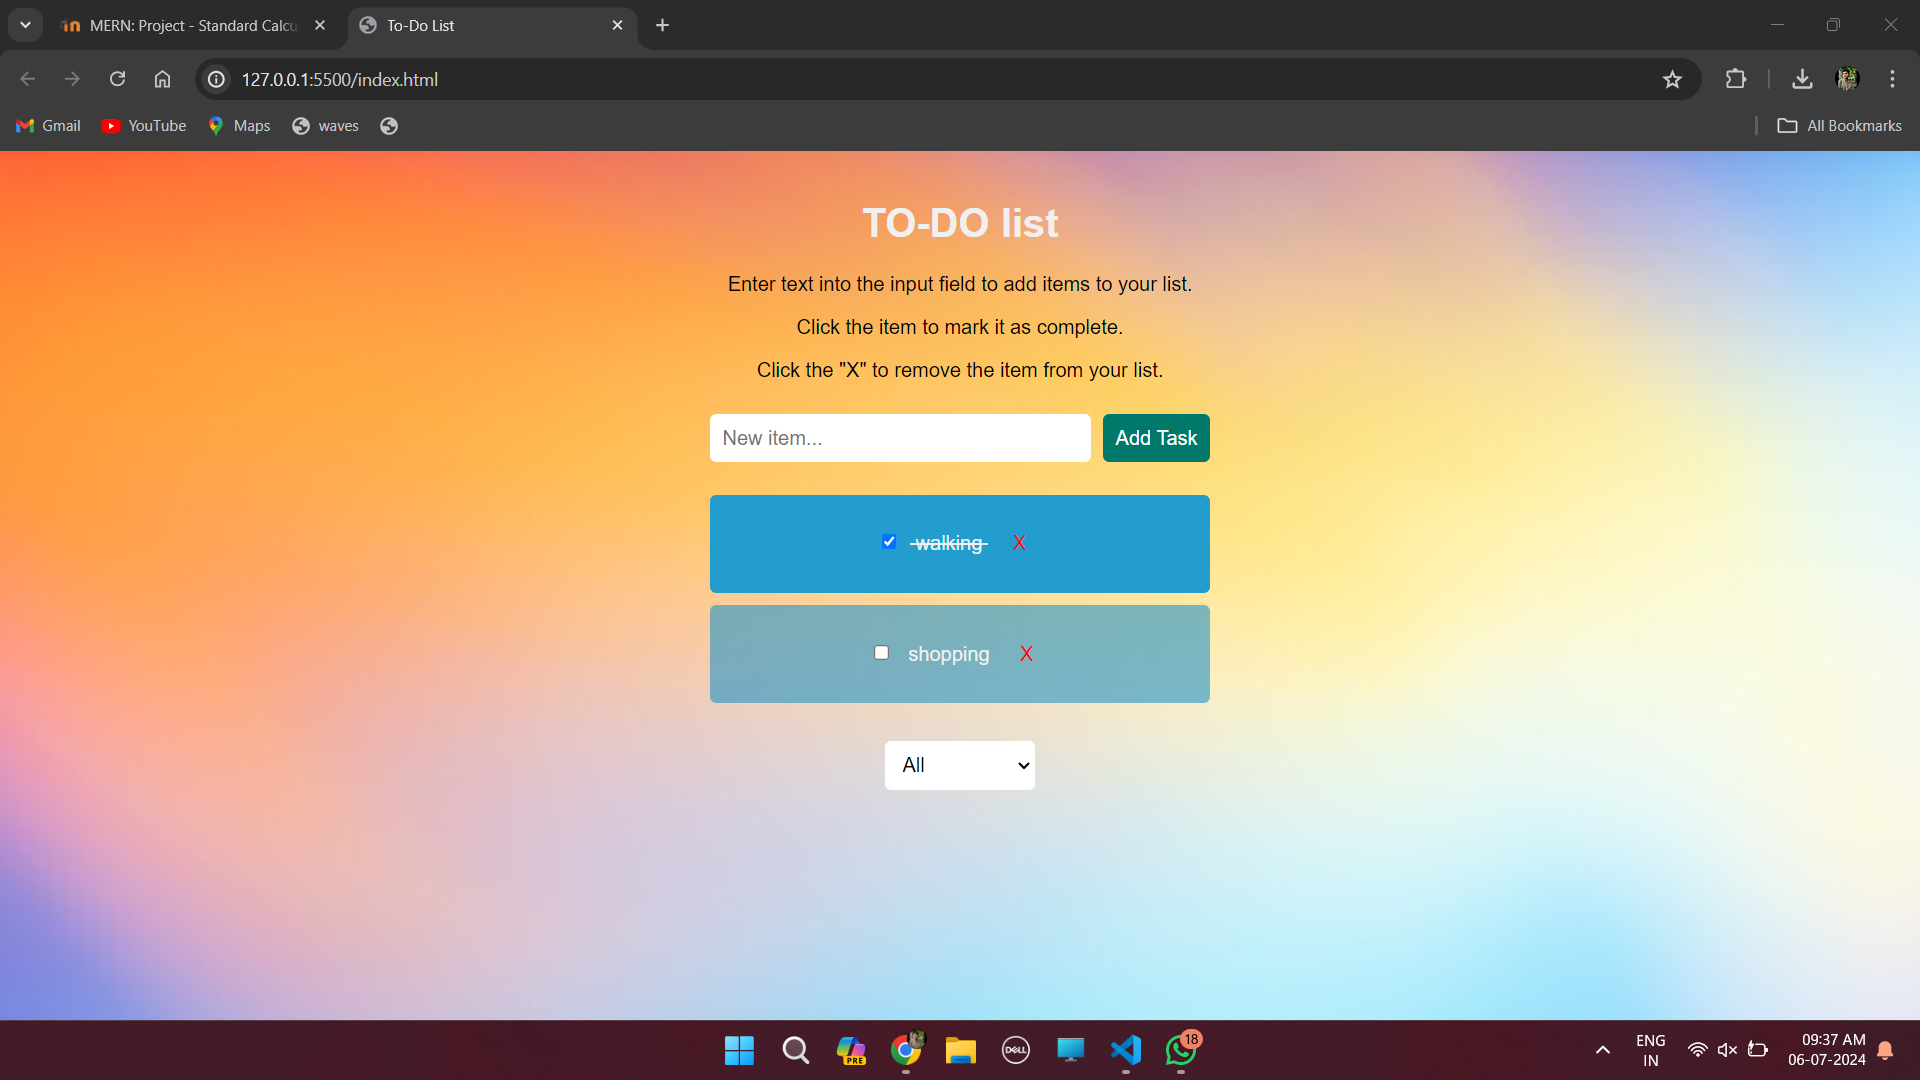 MERN: Project - Standard Calcu
To-Do List
127.0.0.1:5500/index.html
Gmail
YouTube
Maps
waves
All Bookmarks
TO-DO list
Enter text into the input field to add items to your list.
Click the item to mark it as complete.
Click the "X" to remove the item from your list.
New item...
Add Task
walking X
shopping X
All
PRE
DELL
18
ENG
IN
09:37 AM
06-07-2024